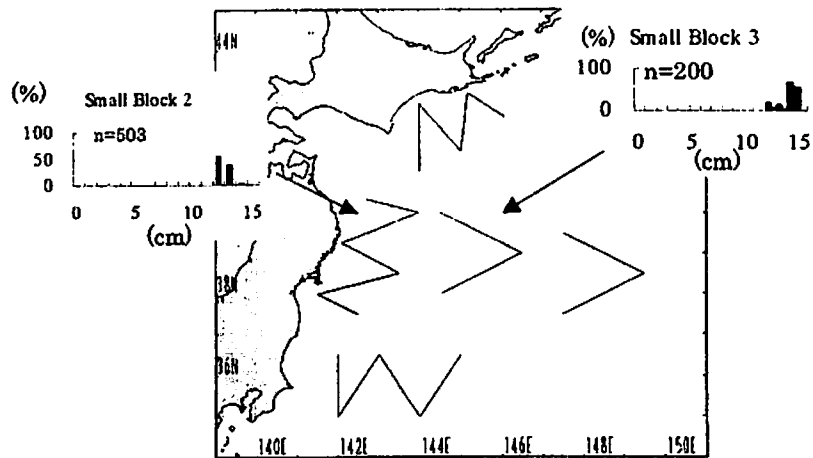 44N
(%) Small Block 3
100 n=200
0
0 5 10 15
(cm)
(%) Small Block 2
100 n=503
50
0
0 5 10 15
(cm)
38N
36N
140E 142E 144E 146E 148E 150E